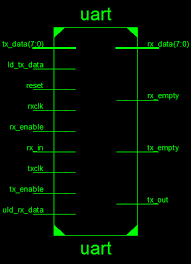 uart
tx_data(7:0)
rx_data(7:0)
ld_tx_data
reset
rx_empty
rxclk
rx_enable
rx_in
tx_empty
txclk
tx_enable
tx_out
uld_rx_data
uart